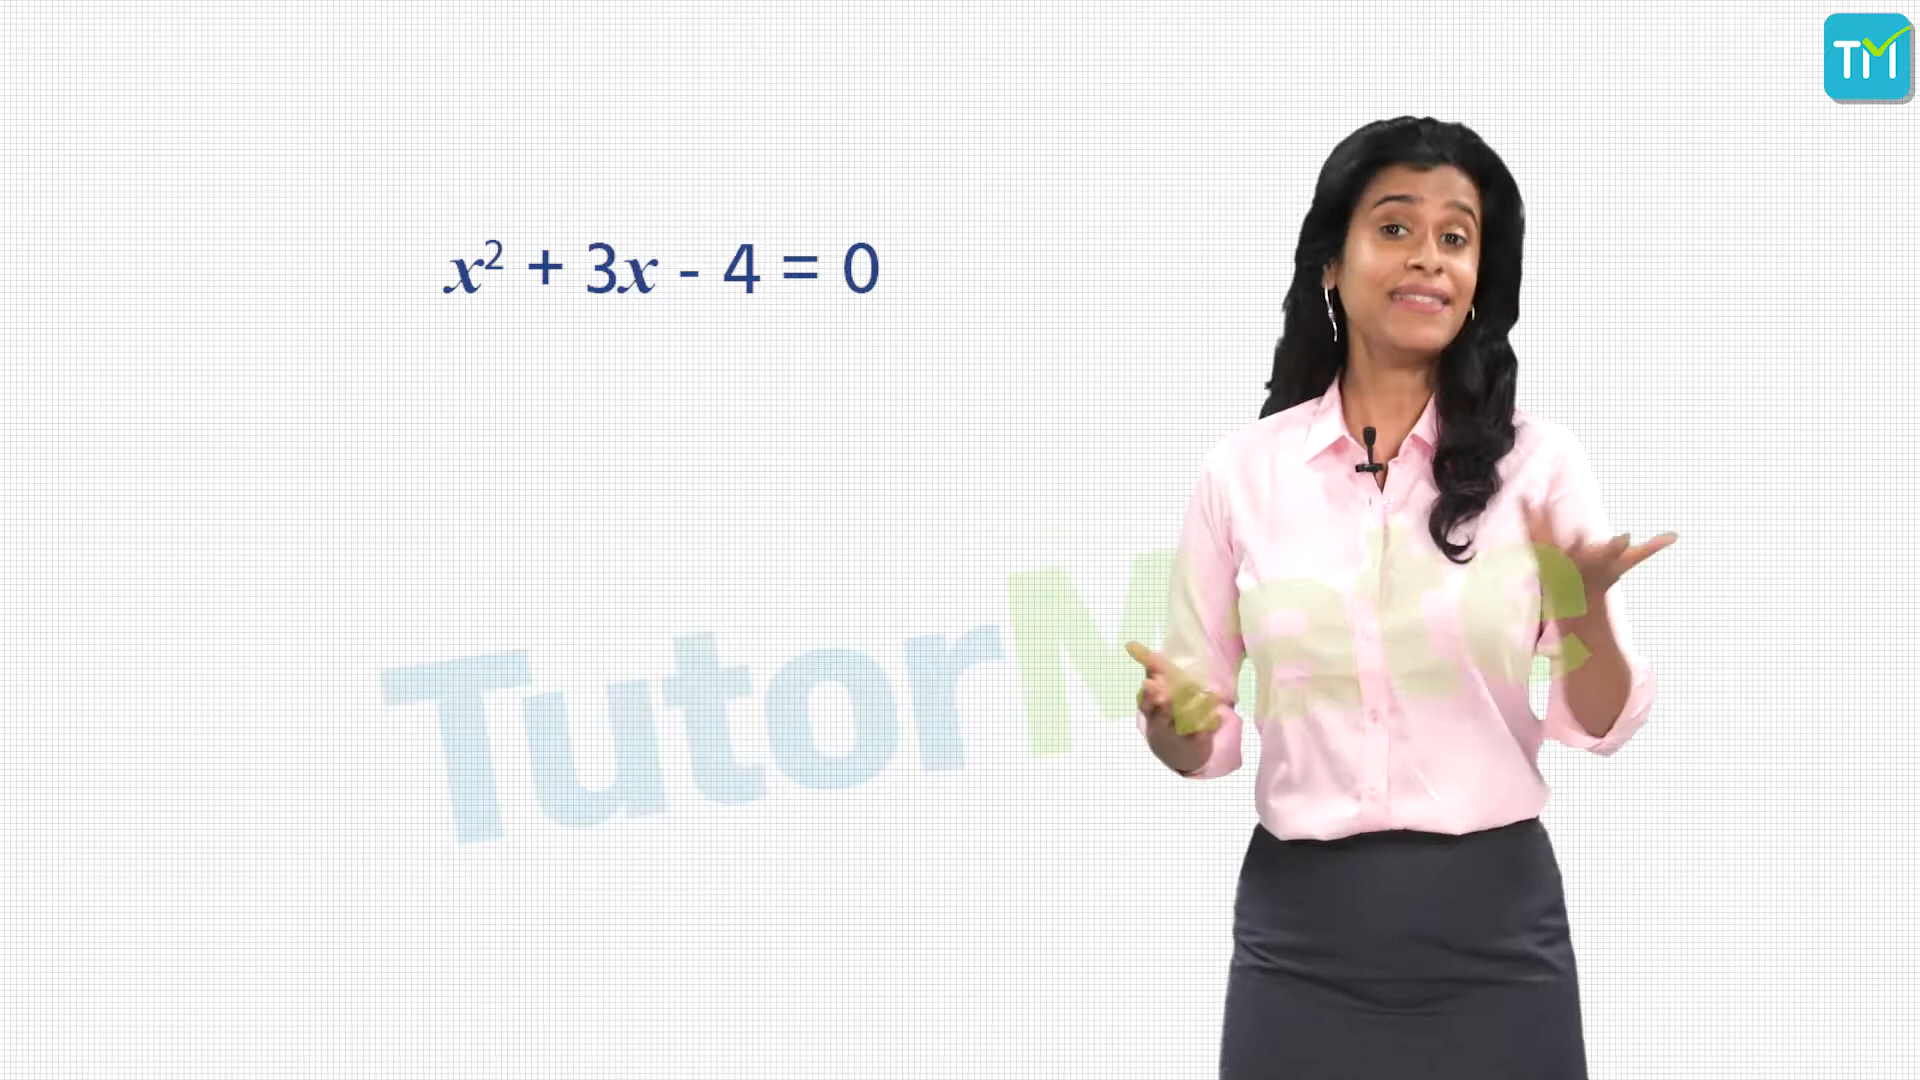 TM
x² + 3x - 4 = 0
TutorMate